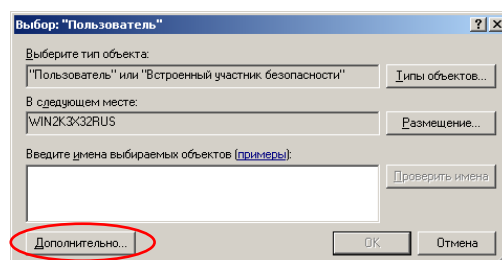 Выбор: "Пользователь"
Выберите тип объекта:
"Пользователь" или "Встроенный участник безопасности"
Типы объектов...
В следующем месте:
WIN2K3X32RUS
Размещение...
Введите имена выбираемых объектов (примеры):
Проверить имена
Дополнительно...
OK
Отмена